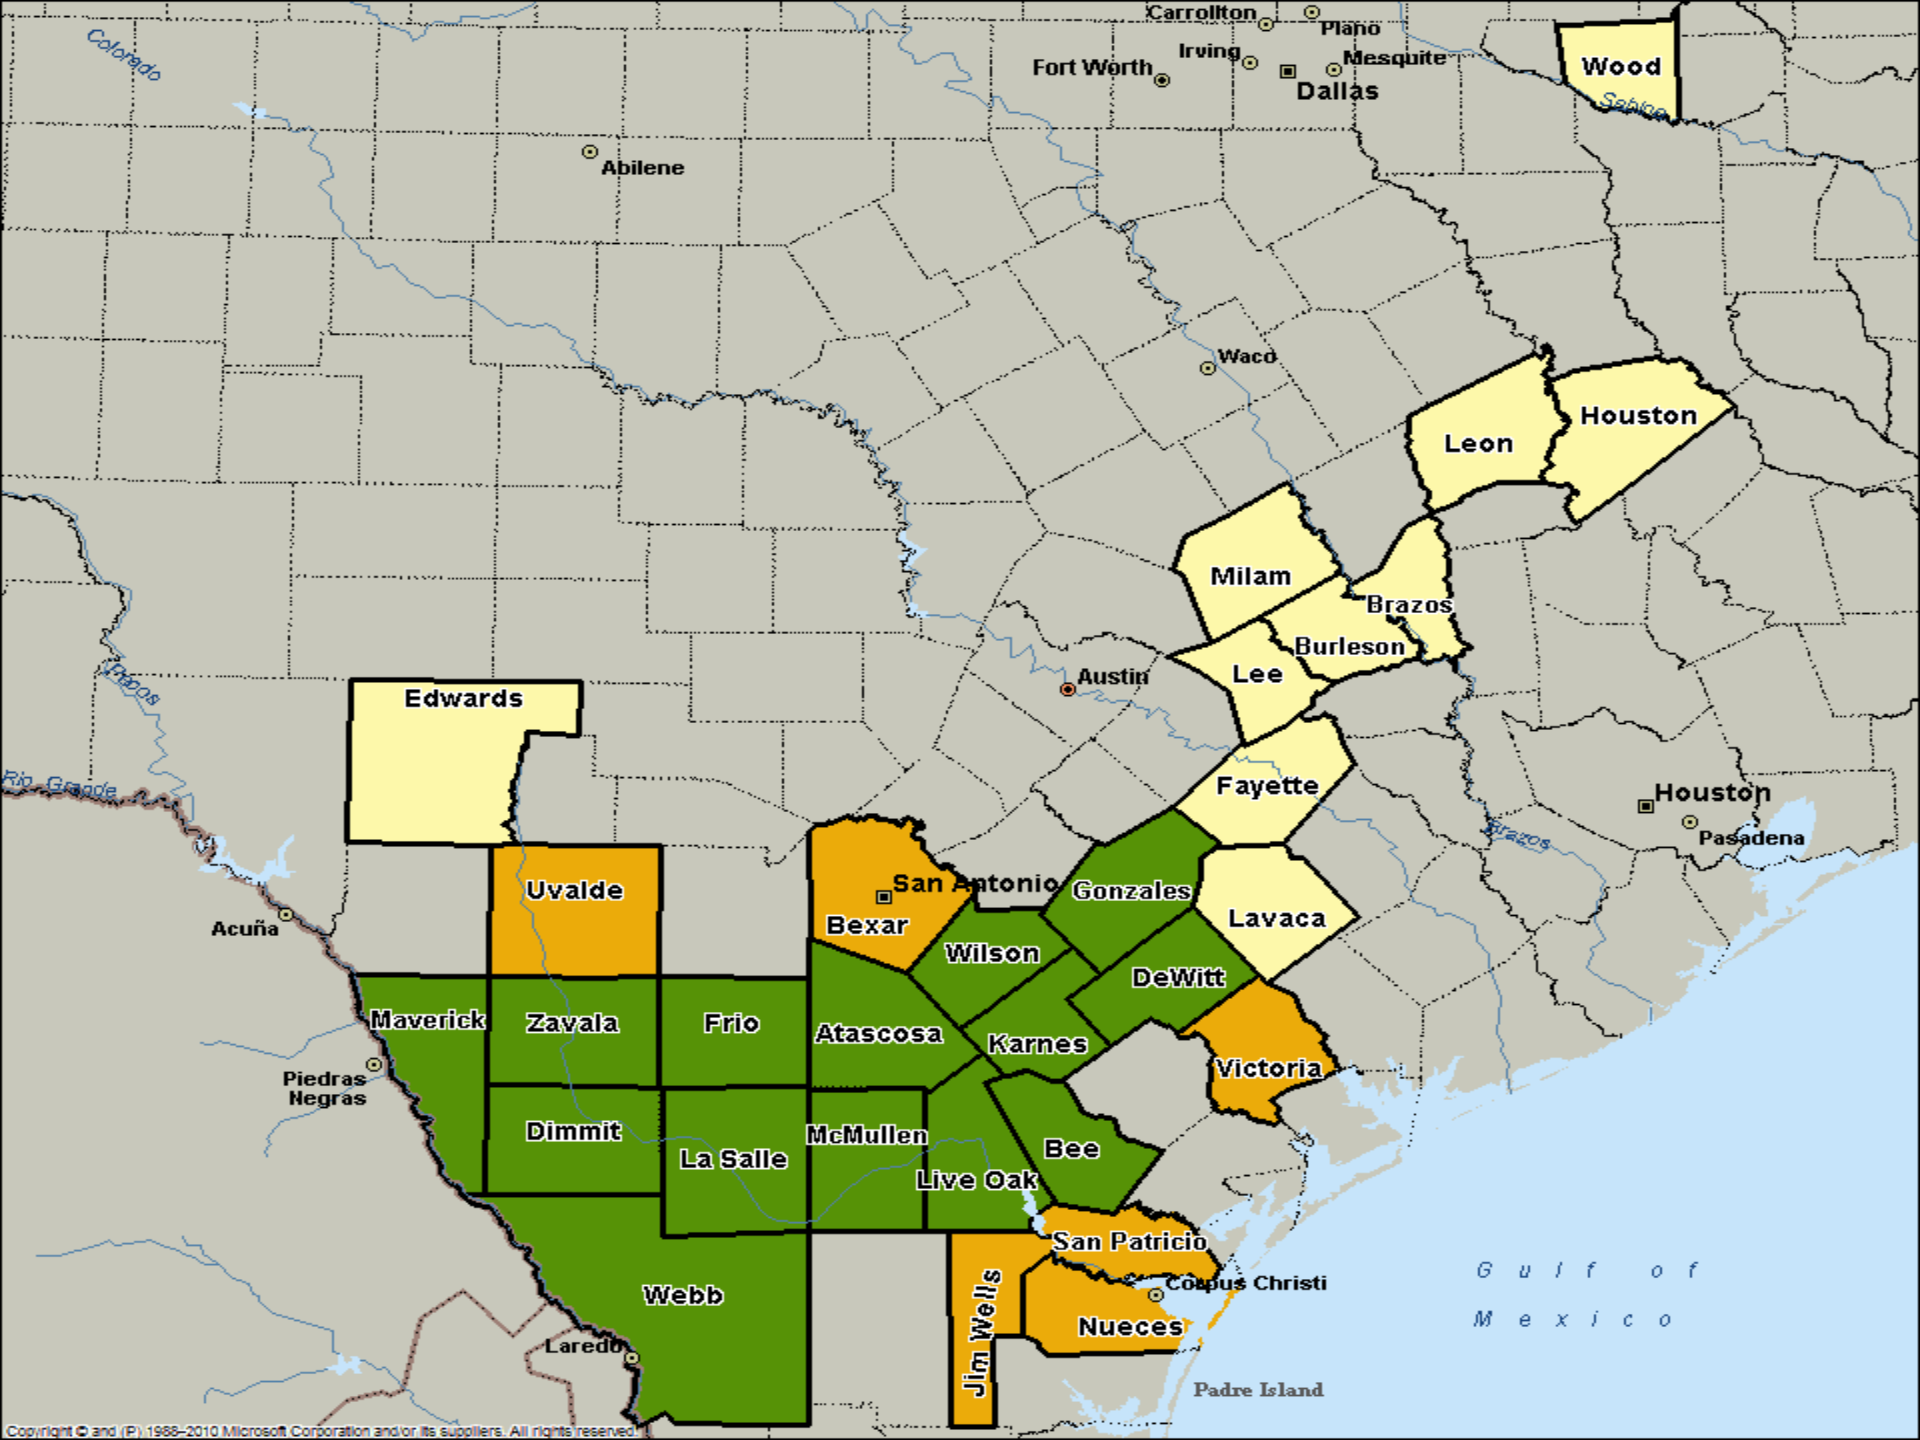 Carrollton
Plano
Colorado
Irving
Mesquite
Fort Worth
Dallas
Wood
Sabine
Abilene
Waco
Houston
Leon
Milam
Brazos
Burleson
Lee
Austin
Pecos
Edwards
Rio Grande
Fayette
Houston
Brazos
Pasadena
San Antonio
Uvalde
Gonzales
Bexar
Lavaca
Acuña
Wilson
DeWitt
Maverick
Zavala
Frio
Atascosa
Karnes
Victoria
Piedras
Negras
Dimmit
McMullen
La Salle
Bee
Live Oak
San Patricio
Gulf of
Mexico
Corpus Christi
Webb
Jim Wells
Nueces
Laredo
Padre Island
Copyright © and (P) 1988–2010 Microsoft Corporation and/or its suppliers. All rights reserved.